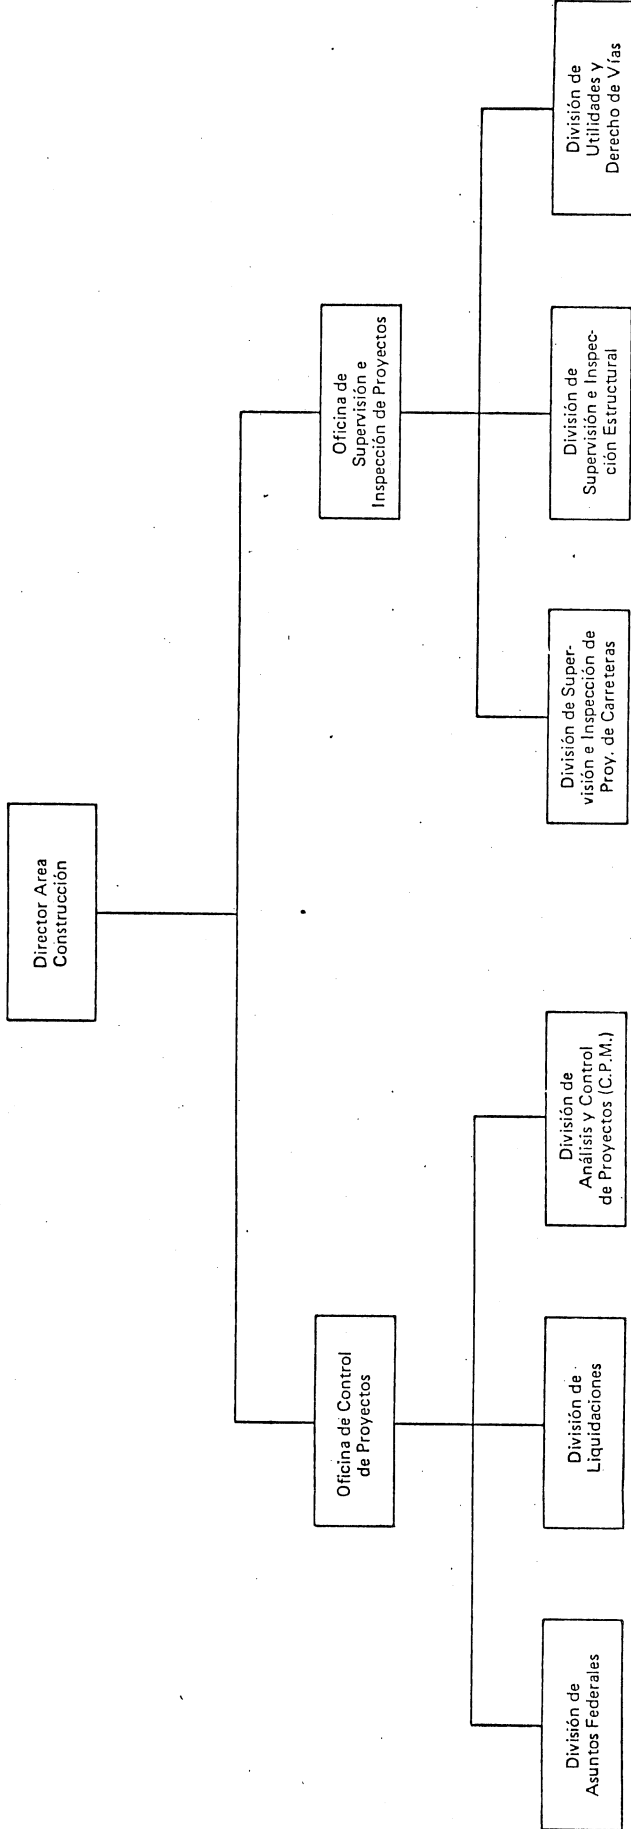 Director Area
Construcción
Oficina de Control
de Proyectos
Oficina de
Supervisión e
Inspección de Proyectos
División de
Asuntos Federales
División de
Liquidaciones
División de
Análisis y Control
de Proyectos (C.P.M.)
División de Super-
visión e Inspección de
Proy. de Carreteras
División de
Supervisión e Inspec-
ción Estructural
División de
Utilidades y
Derecho de Vías